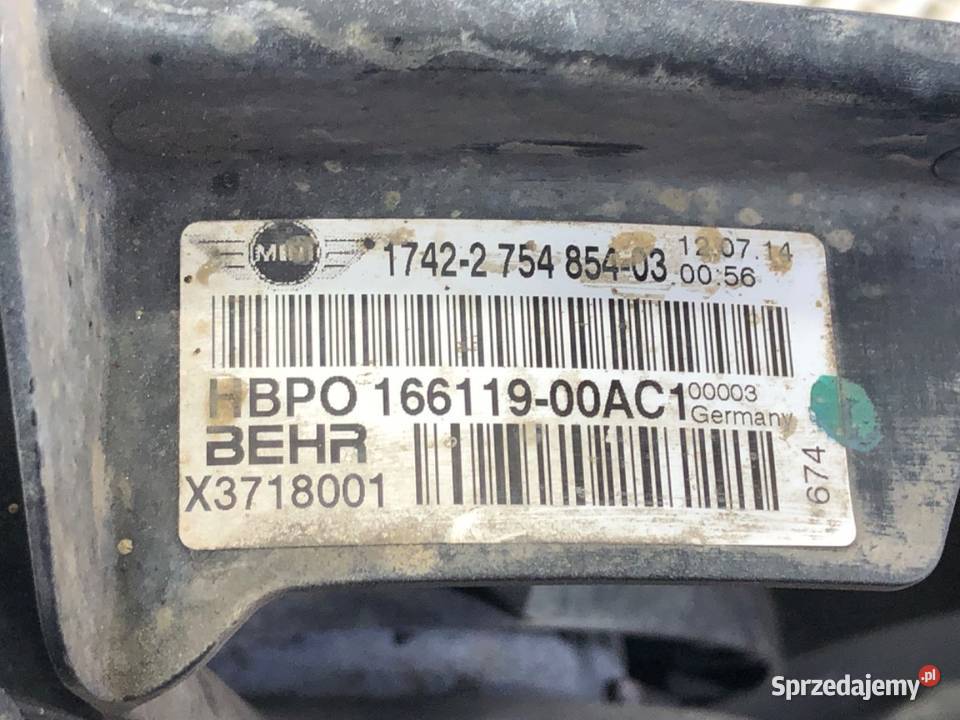 MINI 1742-2 754 854-03 12.07.14
00:56
HBPO 166119-00AC1 00003
Germany
BEHR
X3718001
674
Sprzedajemy.pl